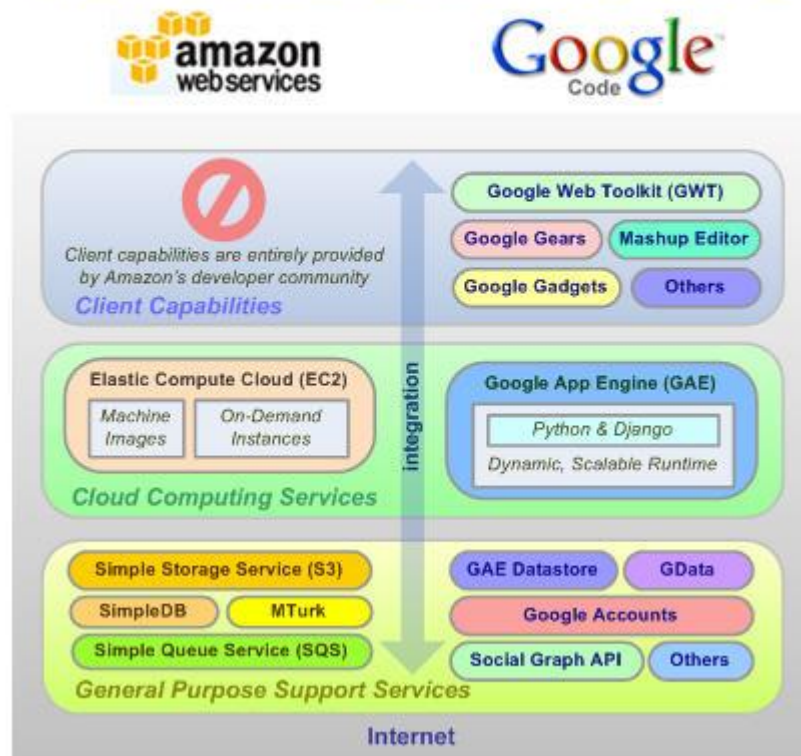 amazon
webservices
Google
Code
Client capabilities are entirely provided
by Amazon's developer community
Client Capabilities
Google Web Toolkit (GWT)
Google Gears
Mashup Editor
Google Gadgets
Others
integration
Elastic Compute Cloud (EC2)
Machine
Images
On-Demand
Instances
Google App Engine (GAE)
Python & Django
Dynamic, Scalable Runtime
Cloud Computing Services
Simple Storage Service (S3)
SimpleDB
MTurk
Simple Queue Service (SQS)
GAE Datastore
GData
Google Accounts
Social Graph API
Others
General Purpose Support Services
Internet